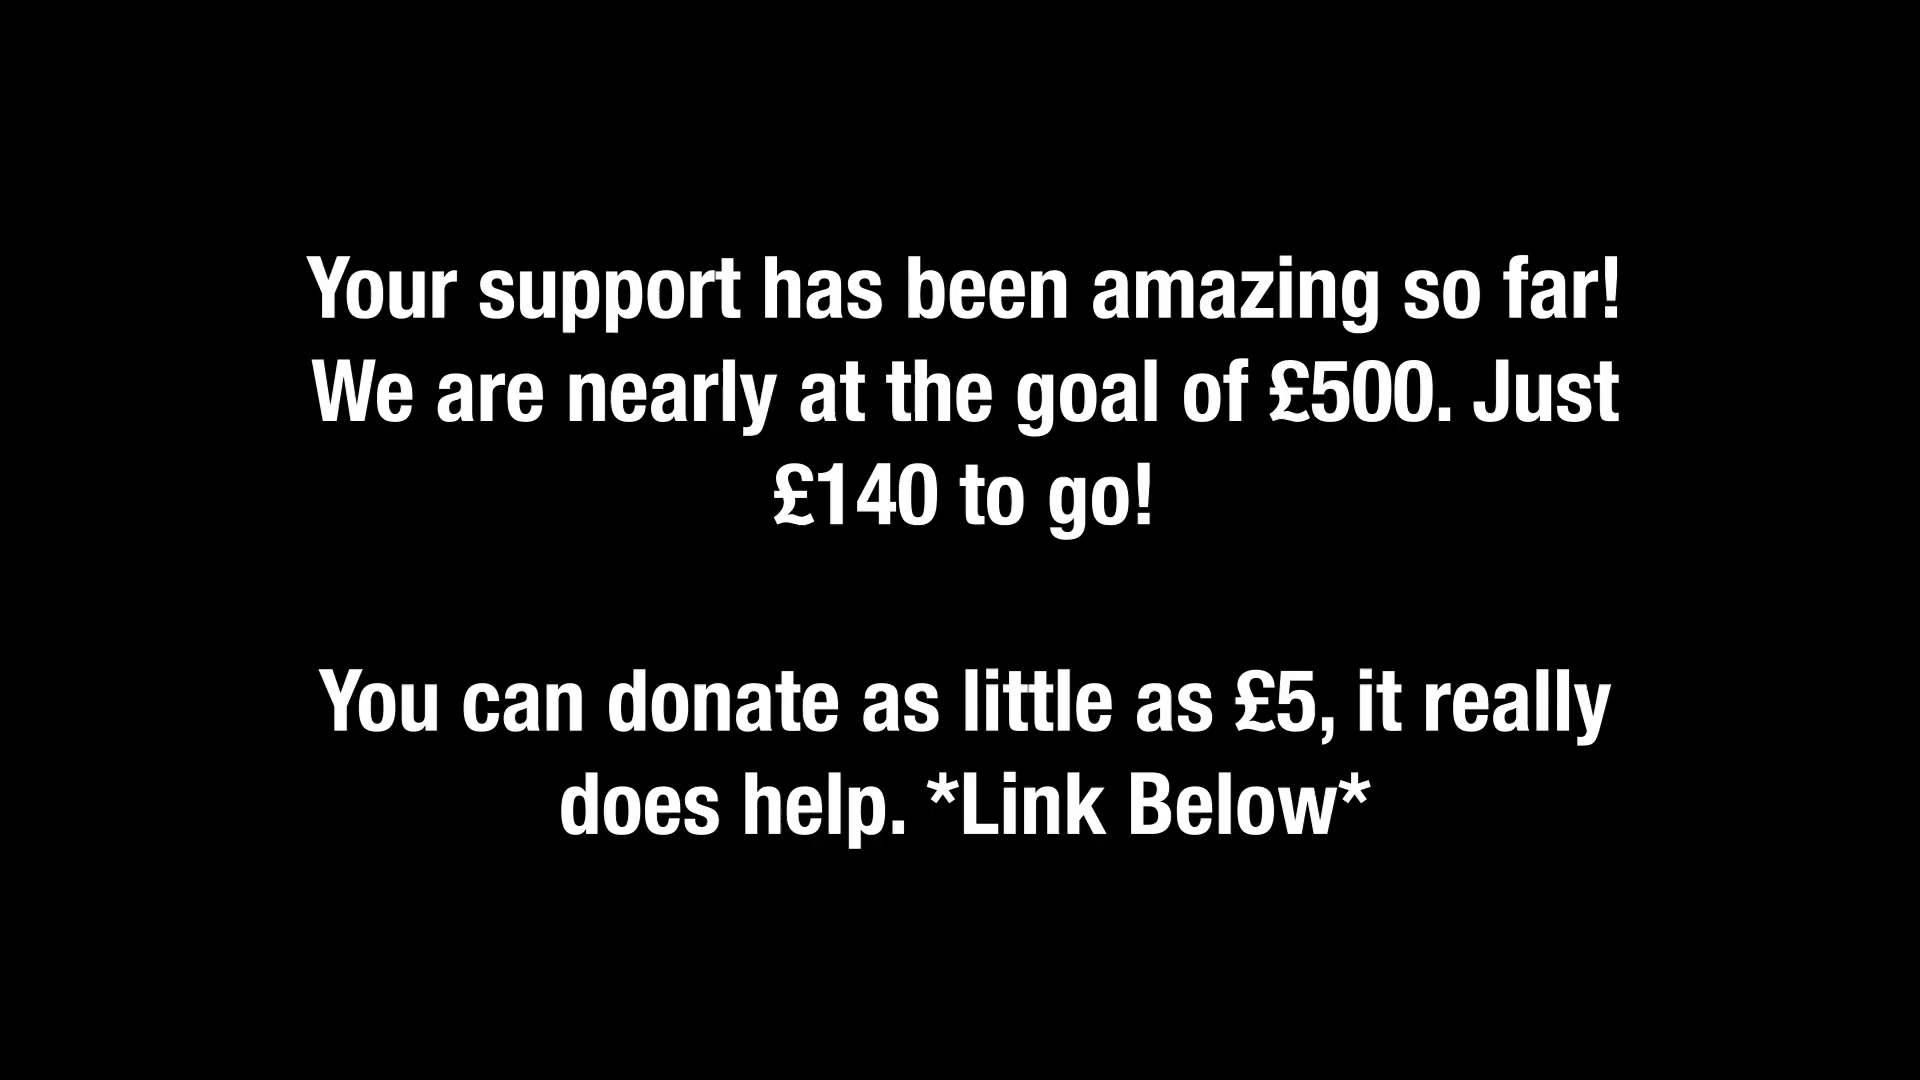 Your support has been amazing so far!
We are nearly at the goal of £500. Just
£140 to go!
You can donate as little as £5, it really
does help. *Link Below*